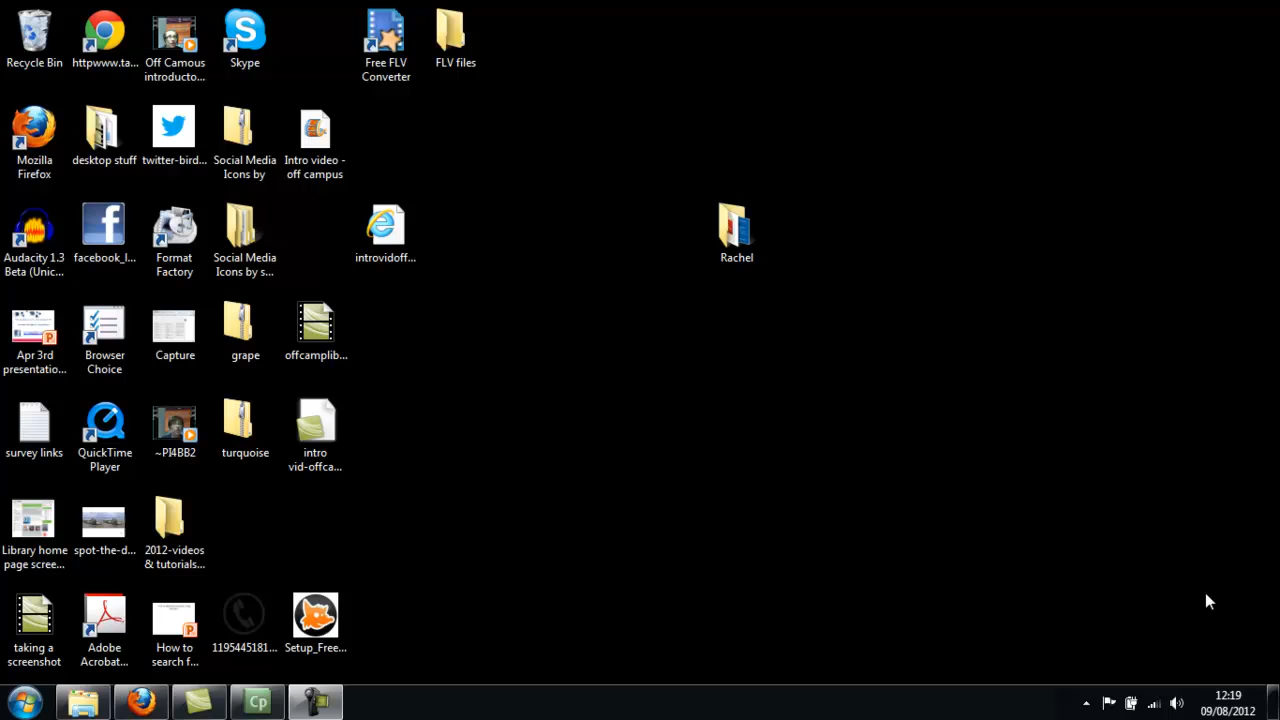 Recycle Bin
httpwww.ta...
Off Camous
introducto...
Skype
Free FLV
Converter
FLV files
Mozilla
Firefox
desktop stuff
twitter-bird...
Social Media
Icons by
Intro video -
off campus
Audacity 1.3
Beta (Unic...
facebook_l...
Format
Factory
Social Media
Icons by s...
introvidoff...
Rachel
Apr 3rd
presentatio...
Browser
Choice
Capture
grape
offcamplib...
survey links
QuickTime
Player
~PI4BB2
turquoise
intro
vid-offca...
Library home
page scree...
spot-the-d...
2012-videos
& tutorials...
taking a
screenshot
Adobe
Acrobat...
How to
search f...
1195445181...
Setup_Free...
Cp
12:19
09/08/2012